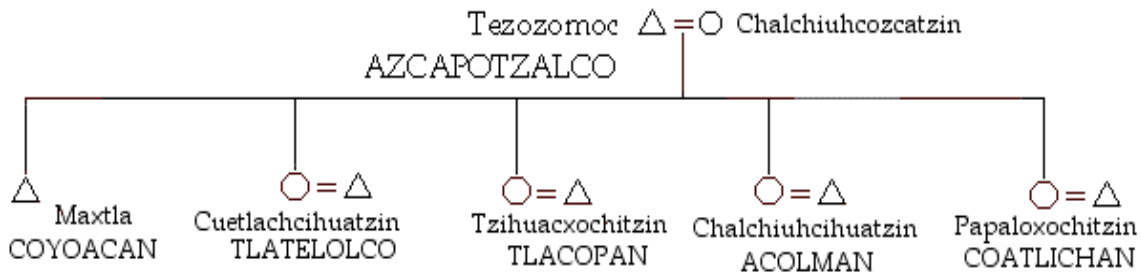 Tezozomoc Chalchiuhcozcatzin
AZCAPOTZALCO
Maxtla
COYOACAN
Cuetlachcihuatzin
TLATELOLCO
Tzihuacxochitzin
TLACOPAN
Chalchiuhcihuatzin
ACOLMAN
Papaloxochitzin
COATLICHAN